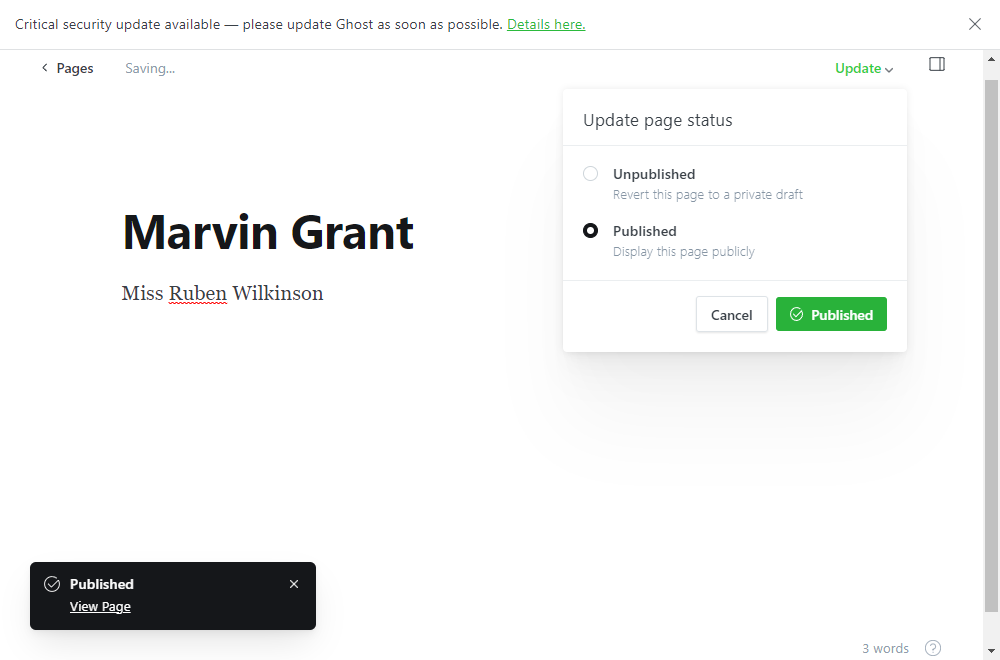 Critical security update available — please update Ghost as soon as possible. Details here.
Pages
Saving...
Update
Update page status
Unpublished
Revert this page to a private draft
Published
Display this page publicly
Cancel
Published
Marvin Grant
Miss Ruben Wilkinson
Published
View Page
3 words
?